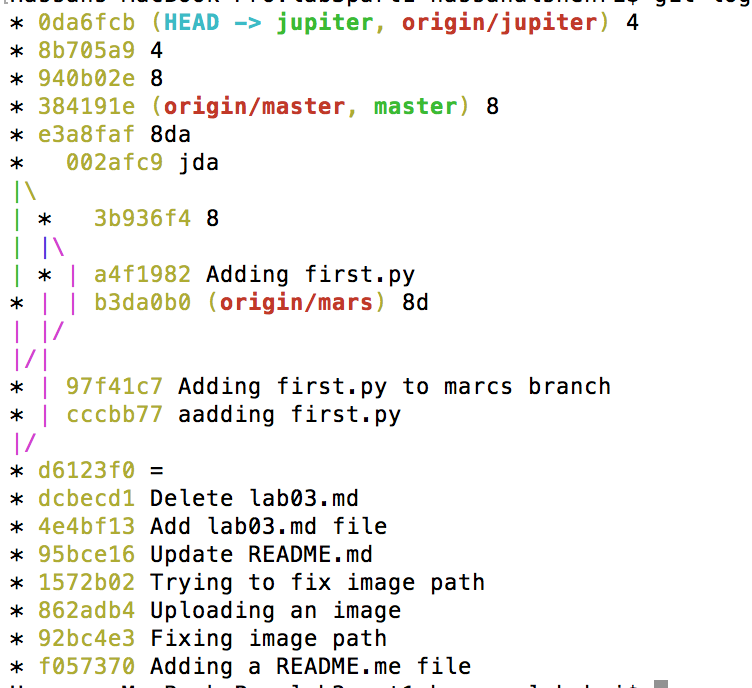 * 0da6fcb (HEAD -> jupiter, origin/jupiter) 4
* 8b705a9 4
* 940b02e 8
* 384191e (origin/master, master) 8
* e3a8faf 8da
*   002afc9 jda
|\
| *   3b936f4 8
| |\
| * | a4f1982 Adding first.py
* | | b3da0b0 (origin/mars) 8d
| |/
|/|
* | 97f41c7 Adding first.py to marcs branch
* | cccbb77 aadding first.py
|/
* d6123f0 =
* dcbecd1 Delete lab03.md
* 4e4bf13 Add lab03.md file
* 95bce16 Update README.md
* 1572b02 Trying to fix image path
* 862adb4 Uploading an image
* 92bc4e3 Fixing image path
* f057370 Adding a README.me file